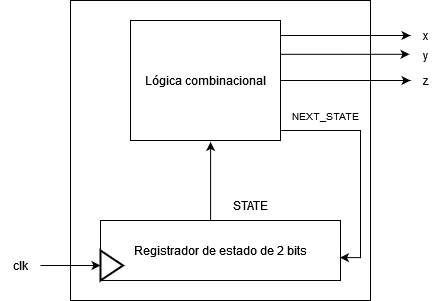 x
Lógica combinacional
y
z
NEXT_STATE
STATE
Registrador de estado de 2 bits
clk